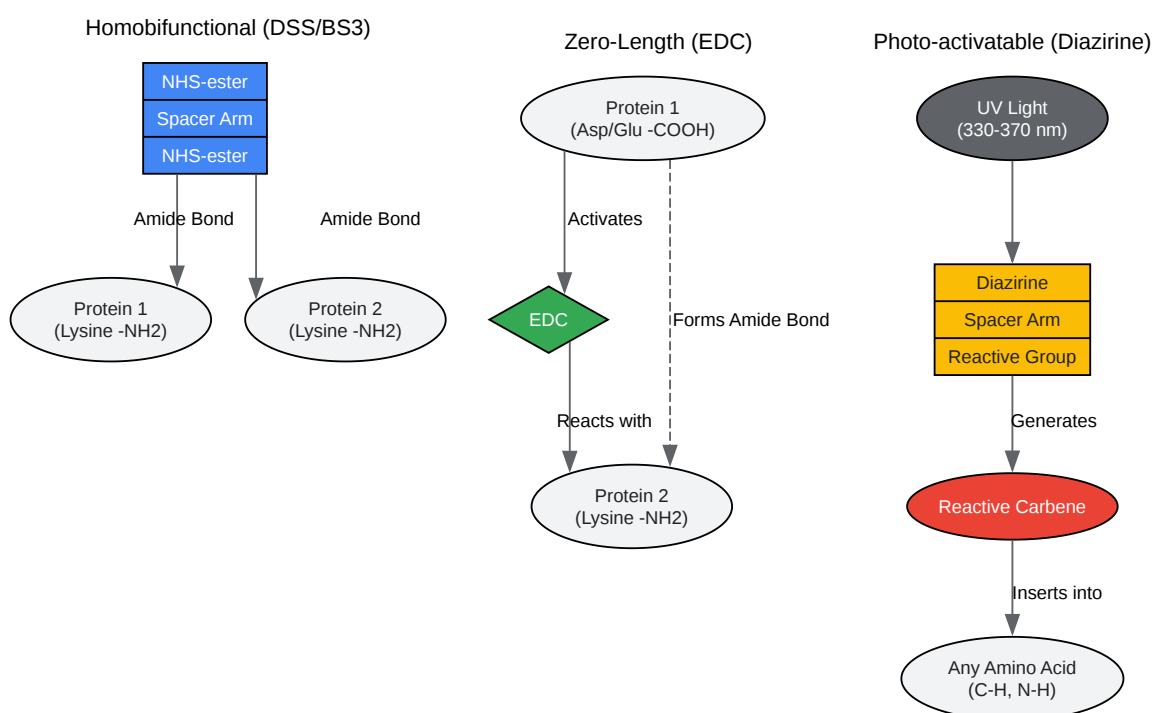 Homobifunctional (DSS/BS3)
NHS-ester
Spacer Arm
NHS-ester
Amide Bond
Amide Bond
Protein 1
(Lysine -NH2)
Protein 2
(Lysine -NH2)
Zero-Length (EDC)
Protein 1
(Asp/Glu -COOH)
Activates
EDC
Forms Amide Bond
Reacts with
Protein 2
(Lysine -NH2)
Photo-activatable (Diazirine)
UV Light
(330-370 nm)
Diazirine
Spacer Arm
Reactive Group
Generates
Reactive Carbene
Inserts into
Any Amino Acid
(C-H, N-H)